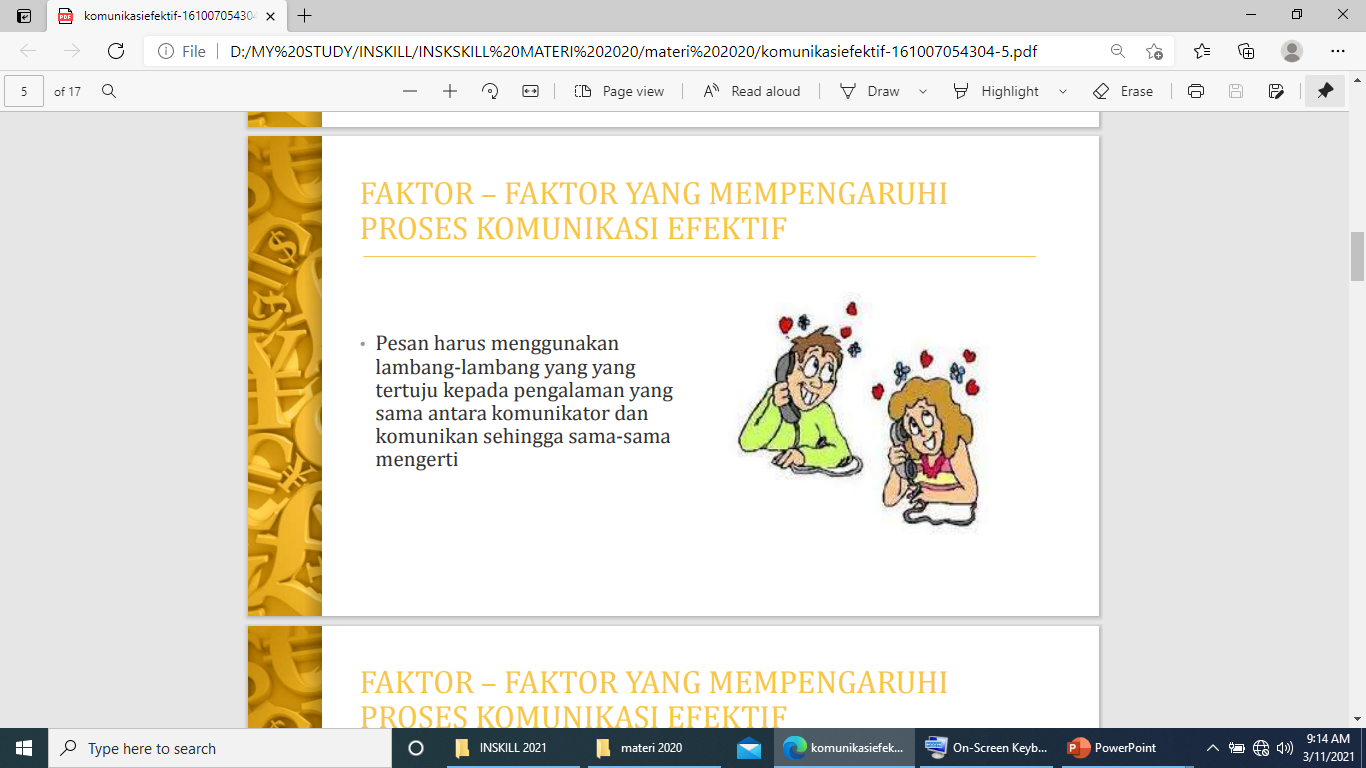 komunikasiefektif-161007054304-
File
D:/MY%20STUDY/INSKILL/INSKSKILL%20MATERI%202020/materi%202020/komunikasiefektif-161007054304-5.pdf
5 of 17
Page view
Read aloud
Draw
Highlight
Erase
FAKTOR – FAKTOR YANG MEMPENGARUHI
PROSES KOMUNIKASI EFEKTIF
• Pesan harus menggunakan
lambang-lambang yang yang
tertuju kepada pengalaman yang
sama antara komunikator dan
komunikan sehingga sama-sama
mengerti
FAKTOR – FAKTOR YANG MEMPENGARUHI
PROSES KOMUNIKASI EFEKTIF
Type here to search
INSKILL 2021
materi 2020
komunikasiefek...
On-Screen Keyb...
PowerPoint
9:14 AM
3/11/2021